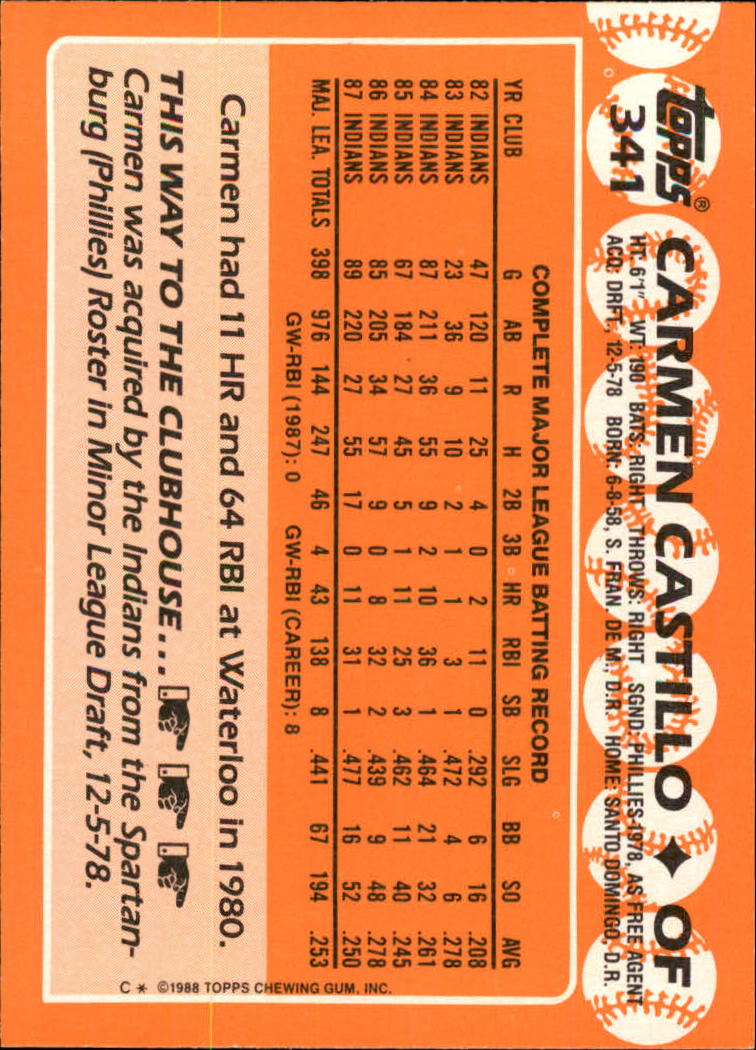 topps®
341
CARMEN CASTILLO ✦ OF
HT: 6'1" WT: 190 BATS: RIGHT THROWS: RIGHT SGND: PHILLIES-1978, AS FREE AGENT
ACQ: DRFT., 12-5-78 BORN: 6-8-58, S. FRAN. DE M., D.R. HOME: SANTO DOMINGO, D.R.
COMPLETE MAJOR LEAGUE BATTING RECORD
YR CLUB G AB R H 2B 3B HR RBI SB SLG BB SO AVG
82 INDIANS 47 120 11 25 4 0 2 11 0 .292 6 16 .208
83 INDIANS 23 36 9 10 2 1 1 3 1 .472 4 6 .278
84 INDIANS 87 211 36 55 9 2 10 36 1 .464 21 32 .261
85 INDIANS 67 184 27 45 5 1 11 25 3 .462 11 40 .245
86 INDIANS 85 205 34 57 9 0 8 32 2 .439 9 48 .278
87 INDIANS 89 220 27 55 17 0 11 31 1 .477 16 52 .250
MAJ. LEA. TOTALS 398 976 144 247 46 4 43 138 8 .441 67 194 .253
GW-RBI (1987): 0 GW-RBI (CAREER): 8
Carmen had 11 HR and 64 RBI at Waterloo in 1980.
THIS WAY TO THE CLUBHOUSE...
Carmen was acquired by the Indians from the Spartan-
burg (Phillies) Roster in Minor League Draft, 12-5-78.
C * ©1988 TOPPS CHEWING GUM, INC.